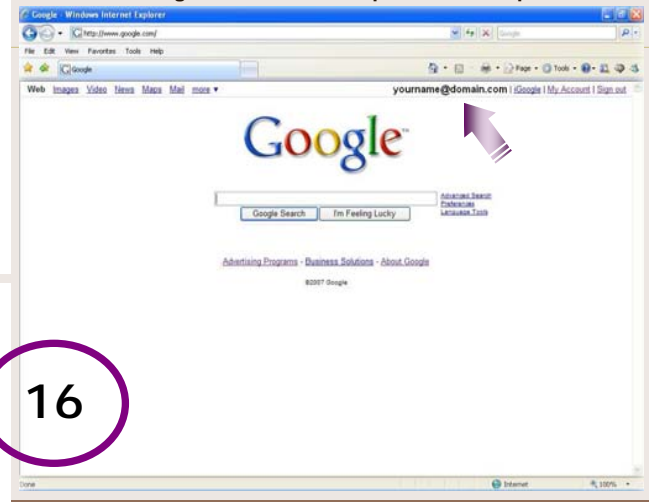 Google - Windows Internet Explorer
http://www.google.com/
Google
File Edit View Favorites Tools Help
Google
Page Tools
Web Images Video News Maps Mail more ▼
yourname@domain.com | iGoogle | My Account | Sign out
Google™
Advanced Search
Preferences
Language Tools
Google Search I'm Feeling Lucky
Advertising Programs - Business Solutions - About Google
©2007 Google
16
Done Internet 100%